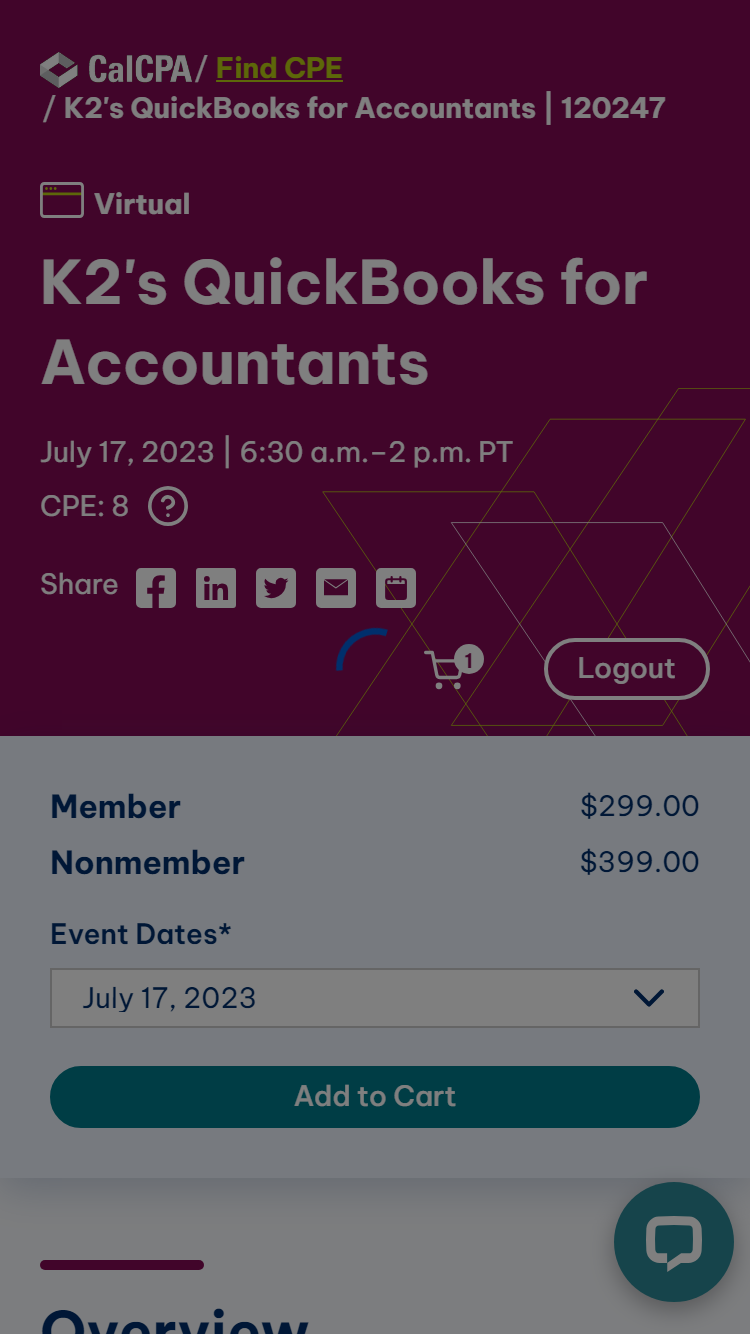 CalCPA / Find CPE
/ K2's QuickBooks for Accountants | 120247
Virtual
K2's QuickBooks for
Accountants
July 17, 2023 | 6:30 a.m.–2 p.m. PT
CPE: 8 ?
Share
1
Logout
Member $299.00
Nonmember $399.00
Event Dates*
July 17, 2023
Add to Cart
Overview